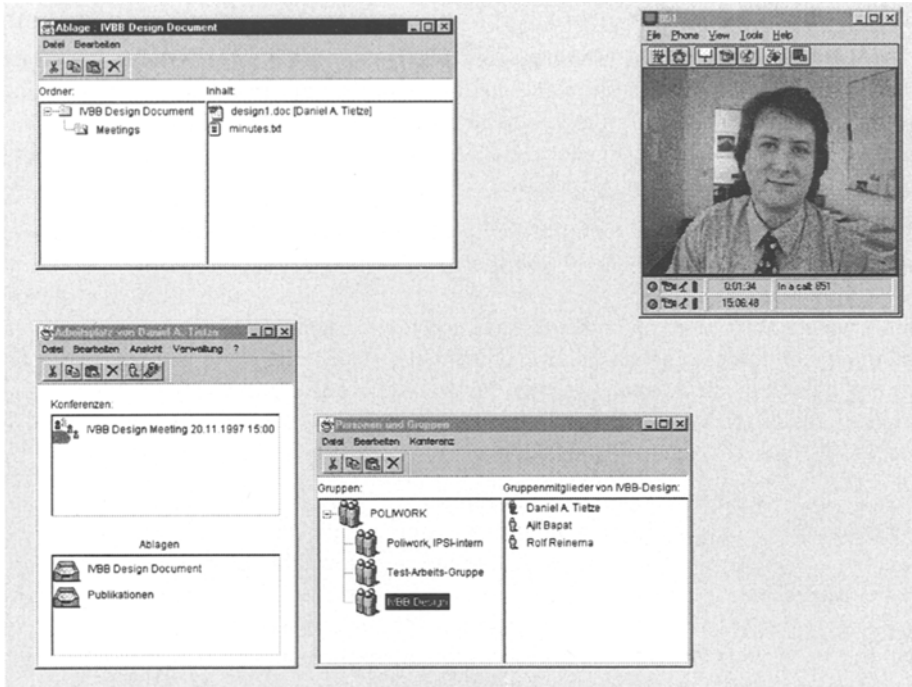 Ablage : IVBB Design Document
Datei Bearbeiten
Ordner: Inhalt:
IVBB Design Document design1.doc [Daniel A. Tietze]
Meetings minutes.txt
File Phone View Tools Help
0:01:34 In a call: 851
15:06:48
Arbeitsplatz von Daniel A. Tietze
Datei Bearbeiten Ansicht Verwaltung ?
Konferenzen:
IVBB Design Meeting 20.11.1997 15:00
Ablagen
IVBB Design Document
Publikationen
Personen und Gruppen
Datei Bearbeiten Konferenz
Gruppen: Gruppenmitglieder von IVBB-Design:
POLIWORK Daniel A. Tietze
Poliwork, IPSI-intern Ajit Bapat
Test-Arbeits-Gruppe Rolf Reinema
IVBB Design